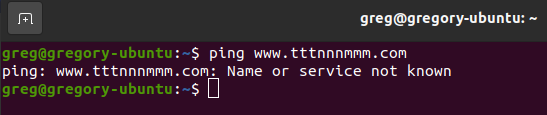 greg@gregory-ubuntu: ~
greg@gregory-ubuntu:~$ ping www.tttnnnmmm.com
ping: www.tttnnnmmm.com: Name or service not known
greg@gregory-ubuntu:~$